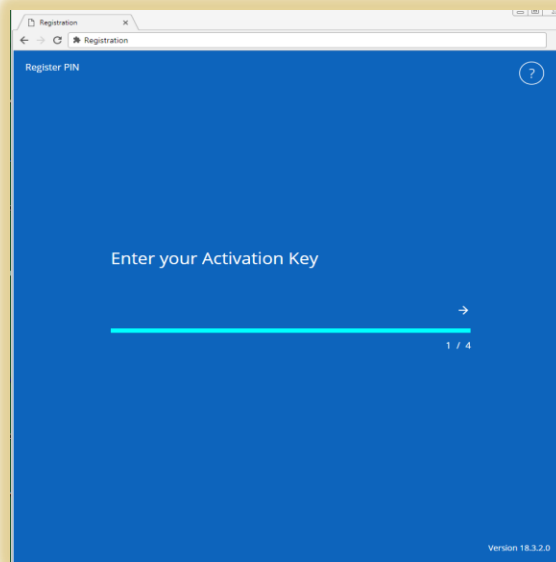 Registration
Registration
Register PIN
?
Enter your Activation Key
1 / 4
Version 18.3.2.0